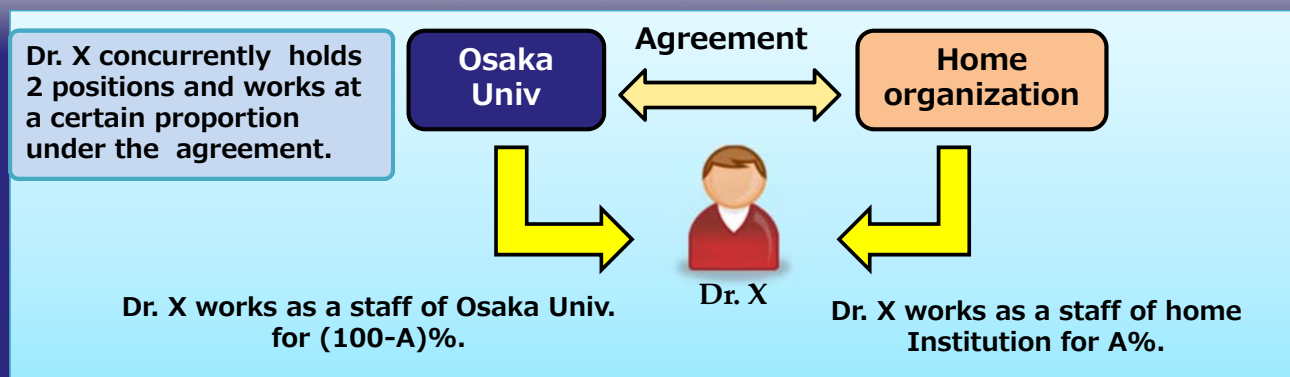 Dr. X concurrently holds
2 positions and works at
a certain proportion
under the agreement.
Osaka
Univ
Agreement
Home
organization
Dr. X
Dr. X works as a staff of Osaka Univ.
for (100-A)%.
Dr. X works as a staff of home
Institution for A%.